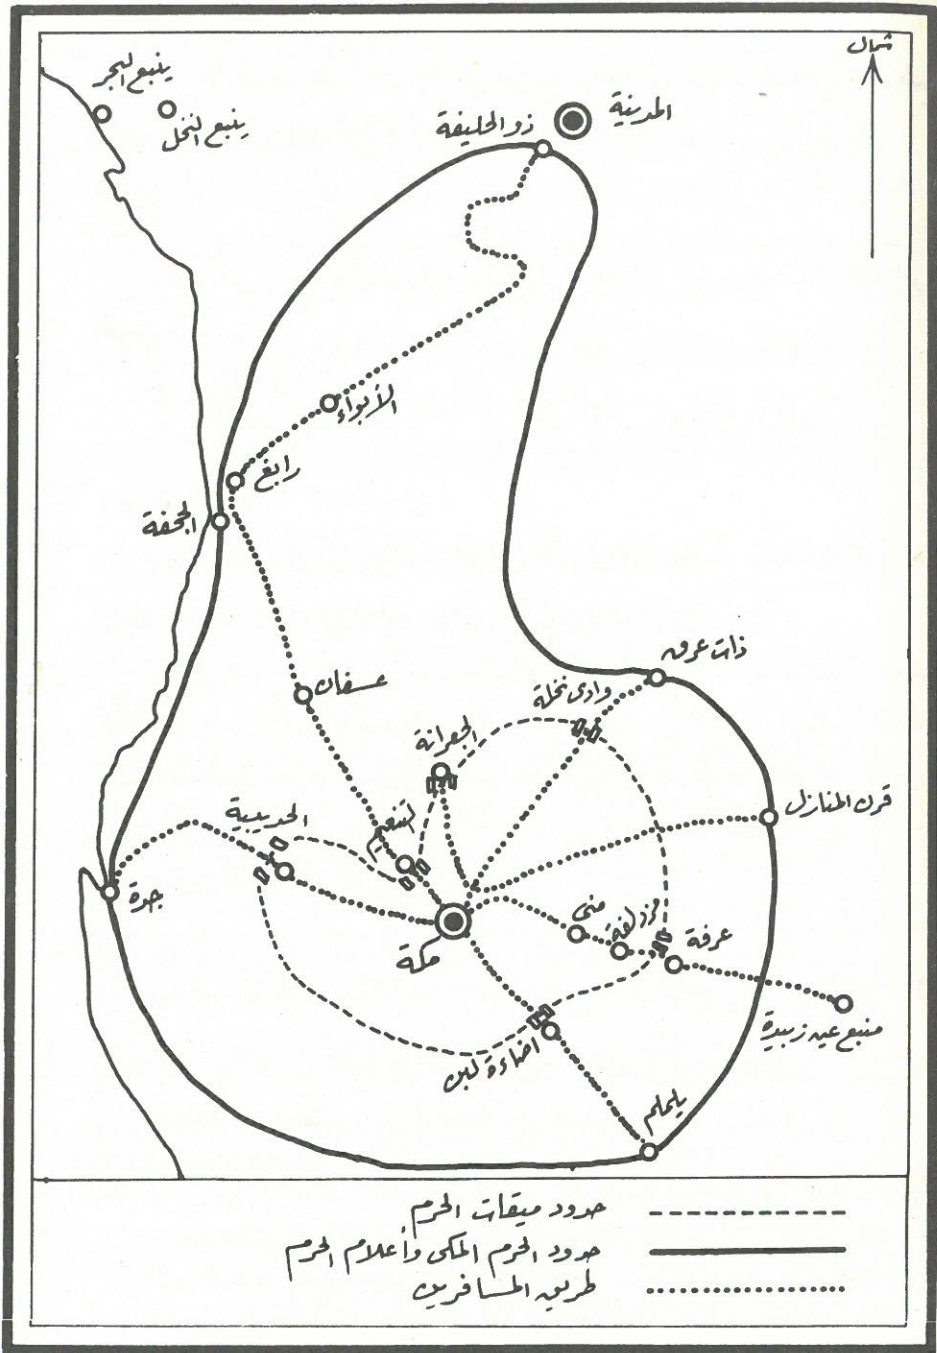 شمال
ينبع البحر
ينبع النخل
المدينة
ذو الحليفة
الأبواء
رابغ
الجحفة
عسفان
ذات عرق
وادى نخلة
الجعرانة
التنعيم
الحديبية
قرن المنازل
جدة
مكة
منى
مزدلفة
عرفة
منبع عين زبيدة
اضاءة لبن
يلملم
حدود ميقات الحرم
حدود الحرم المكى وأعلام الحرم
طريق المسافرين